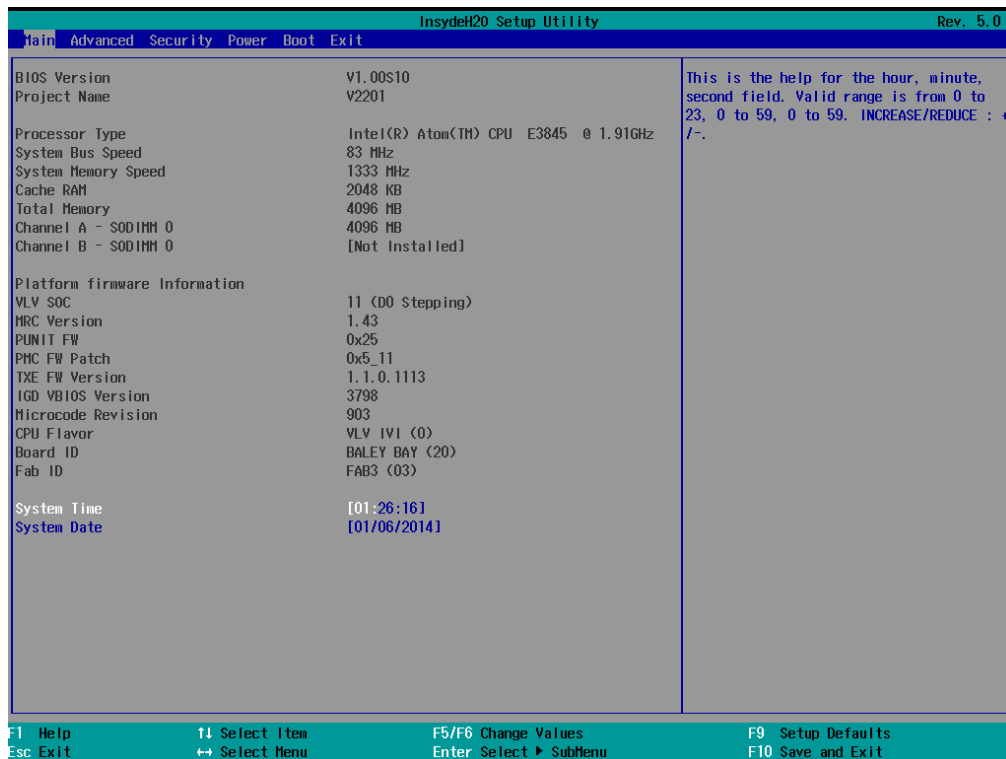 InsydeH20 Setup Utility Rev. 5.0
Main Advanced Security Power Boot Exit
BIOS Version V1.00S10
Project Name V2201
Processor Type Intel(R) Atom(TM) CPU E3845 @ 1.91GHz
System Bus Speed 83 MHz
System Memory Speed 1333 MHz
Cache RAM 2048 KB
Total Memory 4096 MB
Channel A - SODIMM 0 4096 MB
Channel B - SODIMM 0 [Not Installed]
Platform firmware Information
VLV SOC 11 (D0 Stepping)
MRC Version 1.43
PUNIT FW 0x25
PMC FW Patch 0x5_11
TXE FW Version 1.1.0.1113
IGD VBIOS Version 3798
Microcode Revision 903
CPU Flavor VLV IVI (0)
Board ID BALEY BAY (20)
Fab ID FAB3 (03)
System Time [01:26:16]
System Date [01/06/2014]
This is the help for the hour, minute,
second field. Valid range is from 0 to
23, 0 to 59, 0 to 59. INCREASE/REDUCE : +
/-.
F1 Help ↑↓ Select Item F5/F6 Change Values F9 Setup Defaults
Esc Exit ↔ Select Menu Enter Select ▶ SubMenu F10 Save and Exit